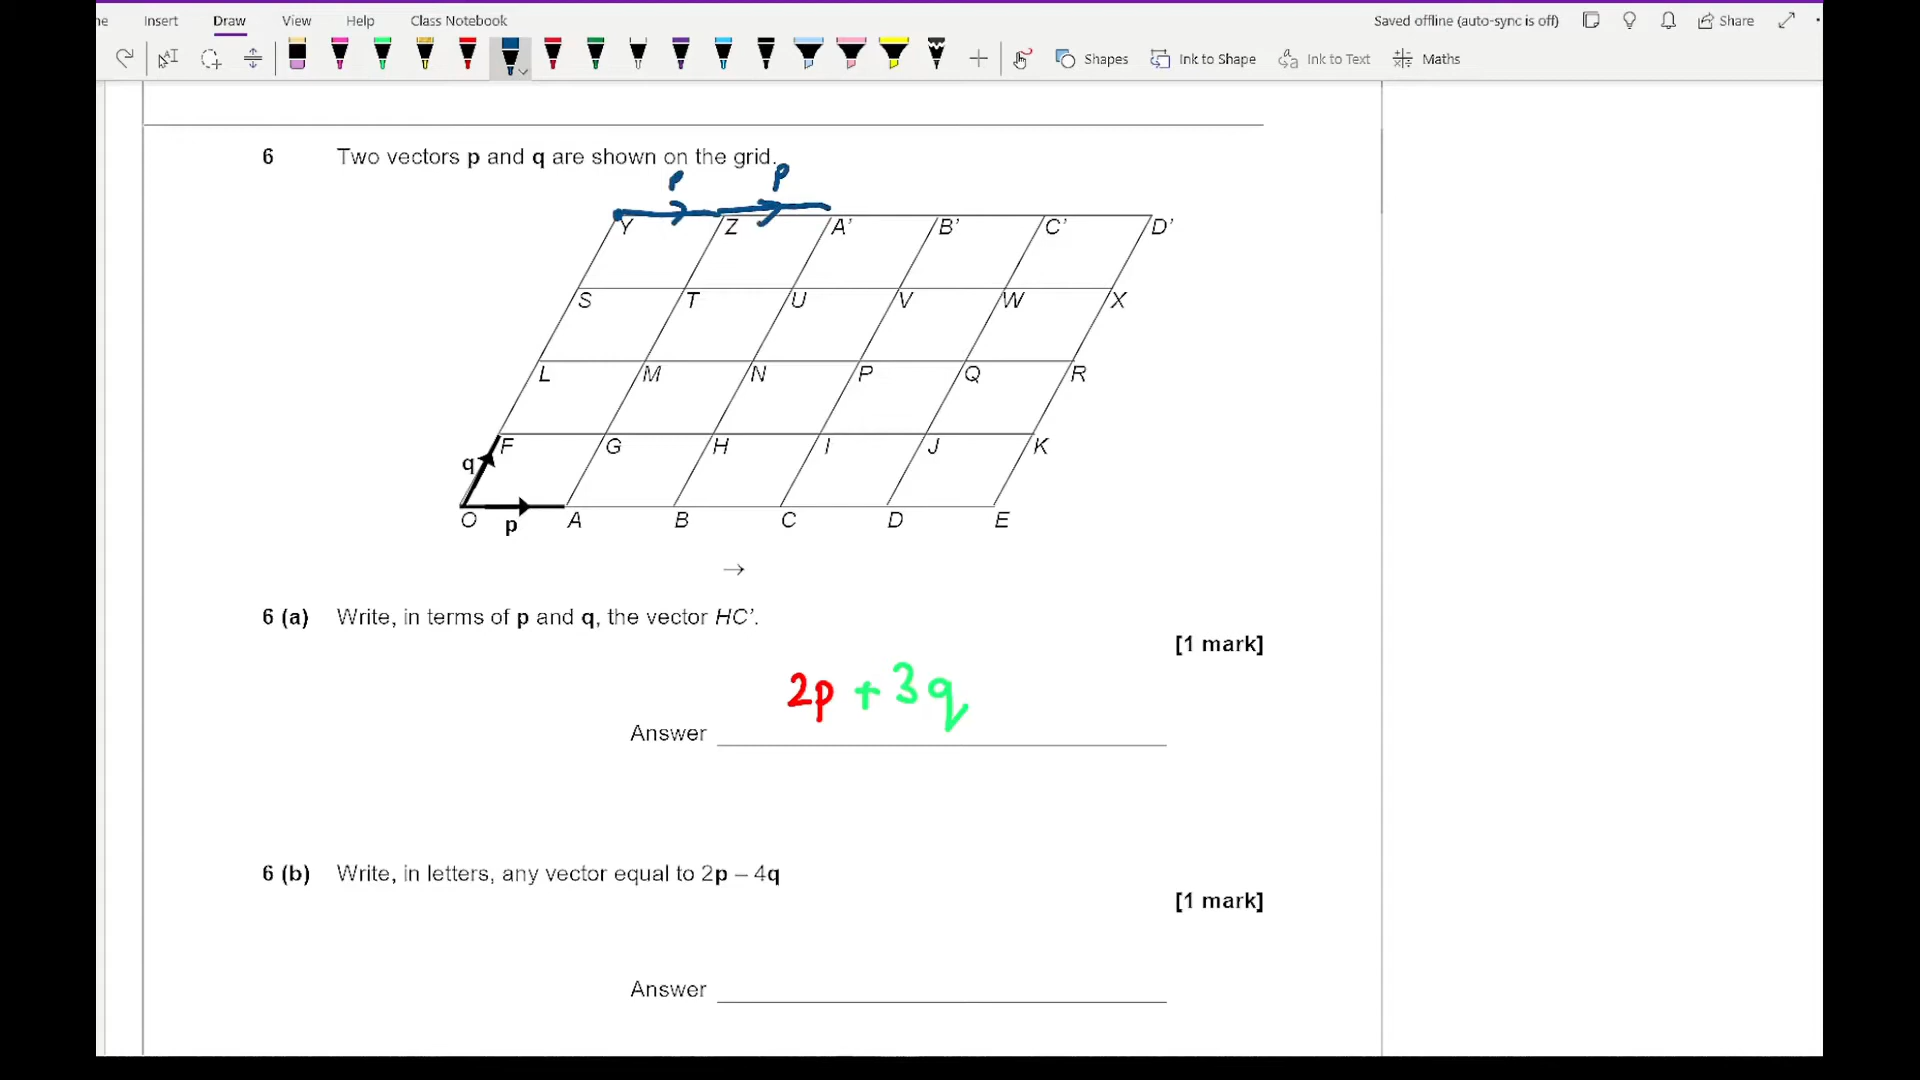 Insert Draw View Help Class Notebook Saved offline (auto-sync is off) Share
Shapes Ink to Shape Ink to Text Maths
6 Two vectors p and q are shown on the grid.
p p
Y Z A' B' C' D'
S T U V W X
L M N P Q R
F G H I J K
q
O p A B C D E
→
6 (a) Write, in terms of p and q, the vector HC'.
[1 mark]
2p + 3q
Answer
6 (b) Write, in letters, any vector equal to 2p – 4q
[1 mark]
Answer